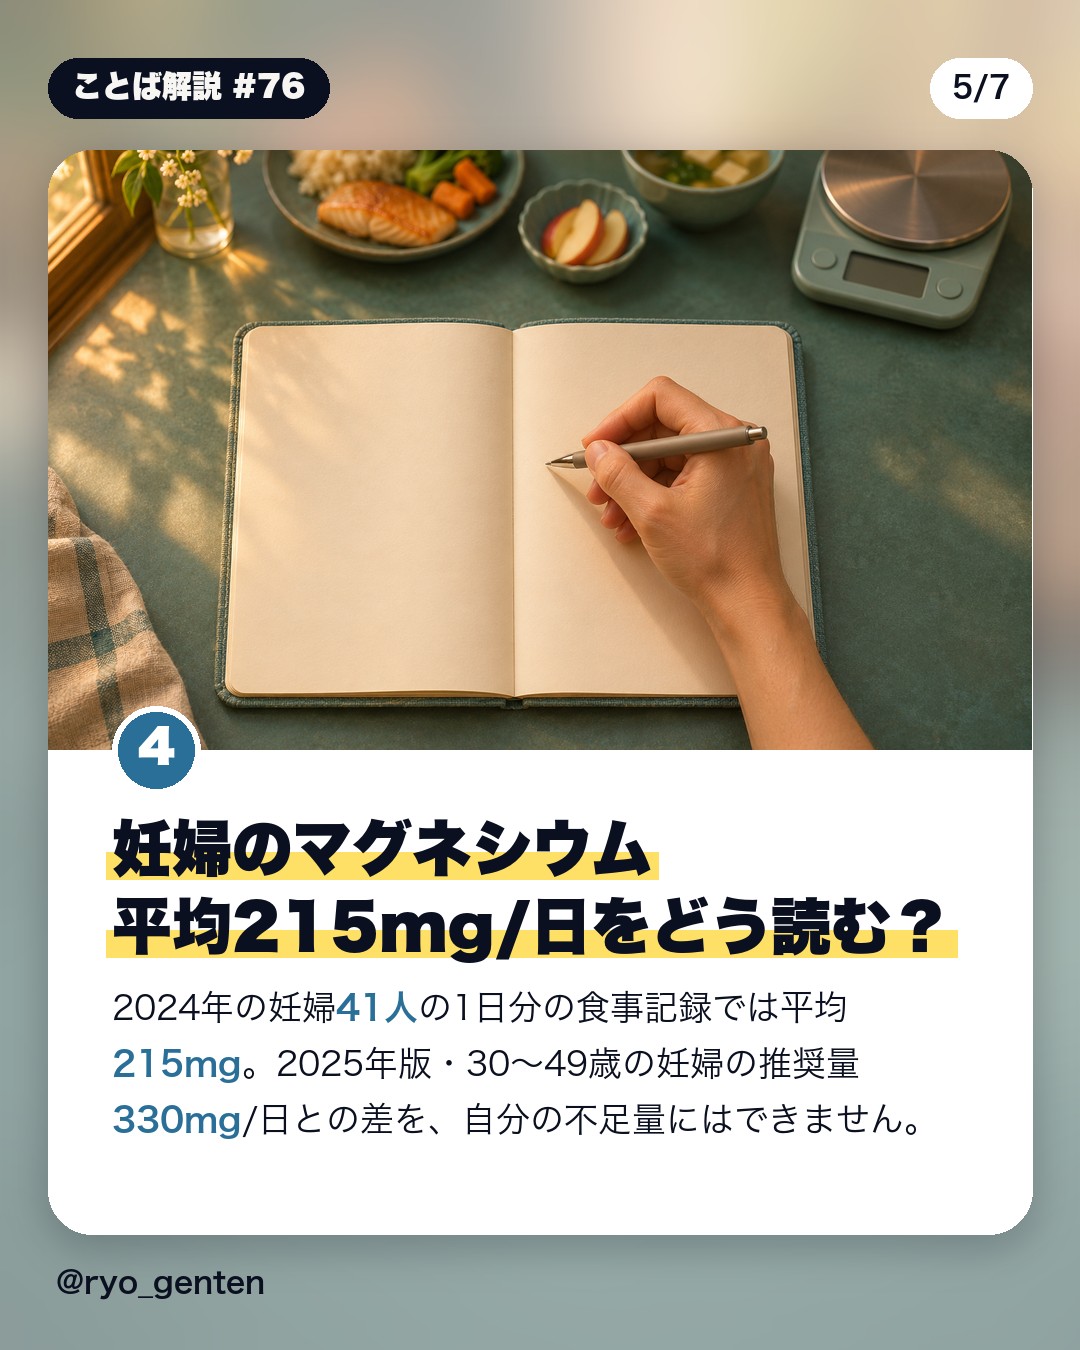 ことば解説 #76
5/7
4
妊婦のマグネシウム
平均215mg/日をどう読む？
2024年の妊婦41人の1日分の食事記録では平均
215mg。2025年版・30〜49歳の妊婦の推奨量
330mg/日との差を、自分の不足量にはできません。
@ryo_genten